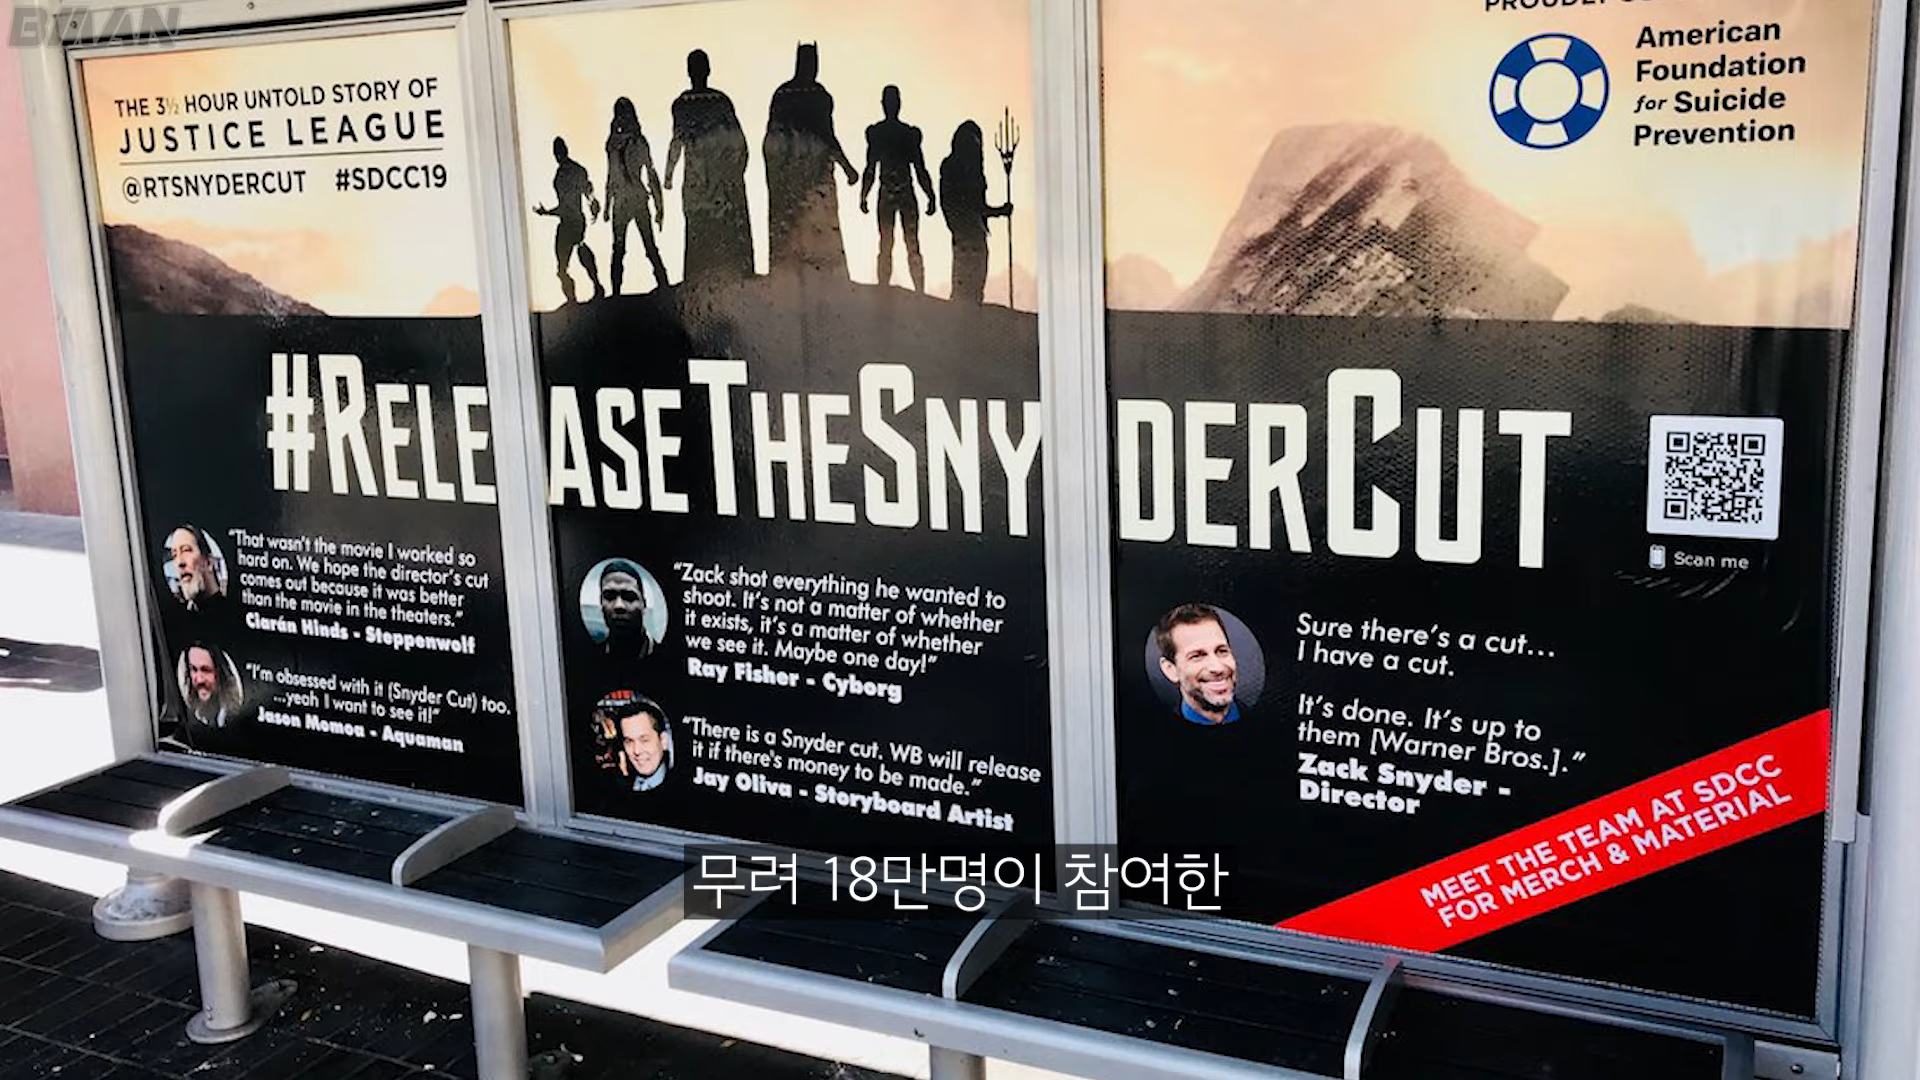 BMAN
THE 3½ HOUR UNTOLD STORY OF
JUSTICE LEAGUE
@RTSNYDERCUT #SDCC19
American
Foundation
for Suicide
Prevention
#RELEASETHESNYDERCUT
Scan me
“That wasn't the movie I worked so
hard on. We hope the director's cut
comes out because it was better
than the movie in the theaters.”
Ciarán Hinds - Steppenwolf
“I'm obsessed with it (Snyder Cut) too.
...yeah I want to see it!”
Jason Momoa - Aquaman
“Zack shot everything he wanted to
shoot. It's not a matter of whether
it exists, it's a matter of whether
we see it. Maybe one day!”
Ray Fisher - Cyborg
“There is a Snyder cut. WB will release
it if there's money to be made.”
Jay Oliva - Storyboard Artist
Sure there's a cut...
I have a cut.
It's done. It's up to
them [Warner Bros.].”
Zack Snyder -
Director
MEET THE TEAM AT SDCC
FOR MERCH & MATERIAL
무려 18만명이 참여한